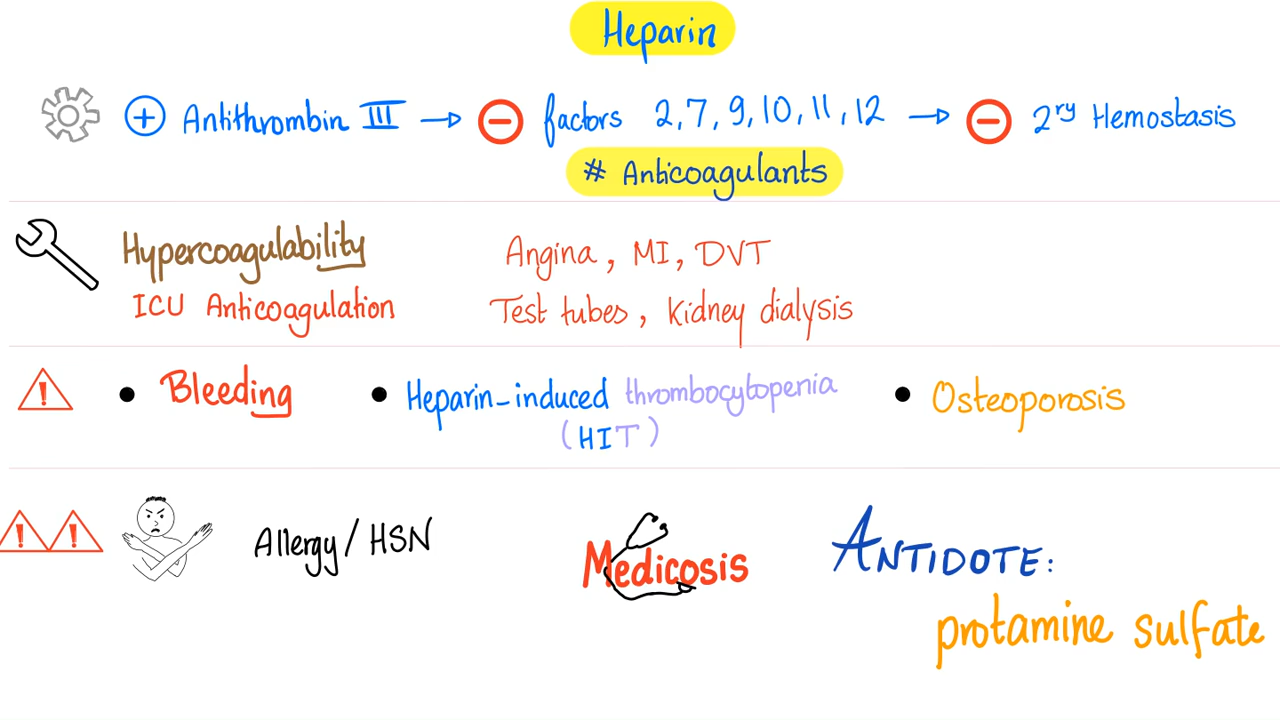 Heparin
+ Antithrombin III → − factors 2, 7, 9, 10, 11, 12 → − 2ry Hemostasis
# Anticoagulants
Hypercoagulability Angina, MI, DVT
ICU Anticoagulation Test tubes, Kidney dialysis
! • Bleeding • Heparin-induced thrombocytopenia • Osteoporosis
(HIT)
! ! Allergy/HSN Medicosis ANTIDOTE:
protamine sulfate